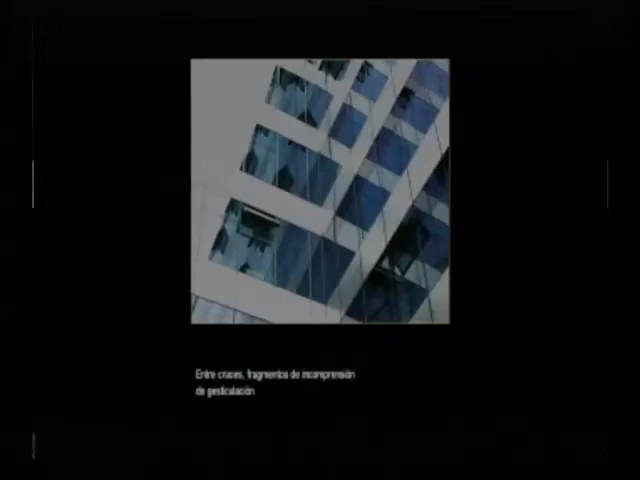 Entre cruces, fragmentos de incomprensión
de gesticulación